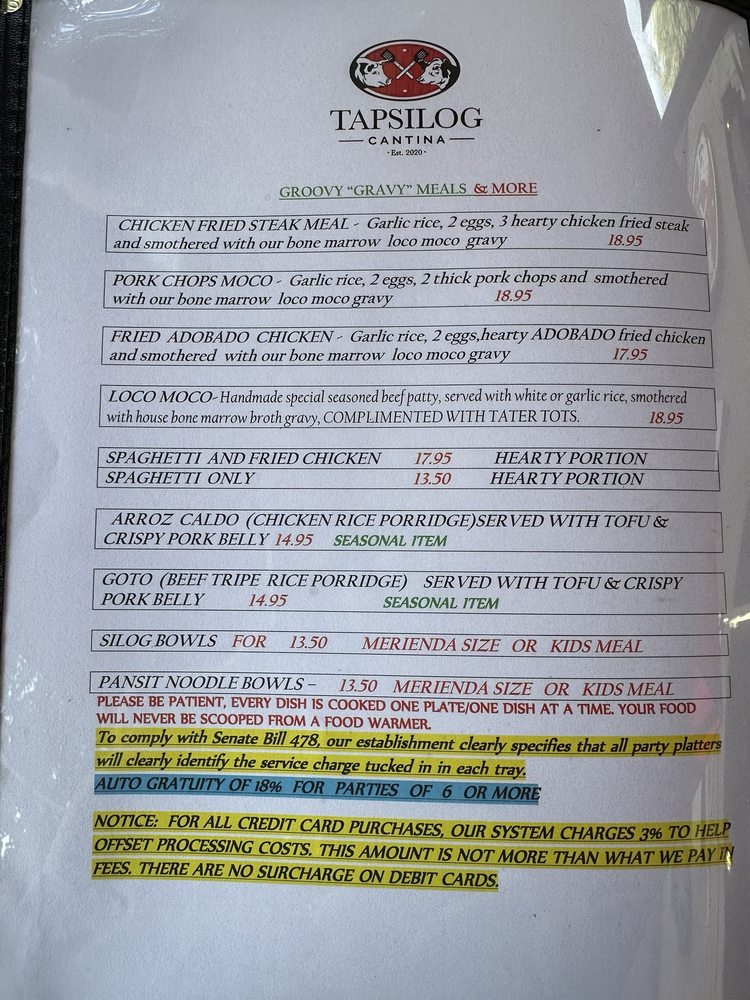 TAPSILOG
CANTINA
· Est. 2020 ·
GROOVY “GRAVY” MEALS & MORE
CHICKEN FRIED STEAK MEAL - Garlic rice, 2 eggs, 3 hearty chicken fried steak
and smothered with our bone marrow loco moco gravy 18.95
PORK CHOPS MOCO - Garlic rice, 2 eggs, 2 thick pork chops and smothered
with our bone marrow loco moco gravy 18.95
FRIED ADOBADO CHICKEN - Garlic rice, 2 eggs,hearty ADOBADO fried chicken
and smothered with our bone marrow loco moco gravy 17.95
LOCO MOCO- Handmade special seasoned beef patty, served with white or garlic rice, smothered
with house bone marrow broth gravy, COMPLIMENTED WITH TATER TOTS. 18.95
SPAGHETTI AND FRIED CHICKEN 17.95 HEARTY PORTION
SPAGHETTI ONLY 13.50 HEARTY PORTION
ARROZ CALDO (CHICKEN RICE PORRIDGE)SERVED WITH TOFU &
CRISPY PORK BELLY 14.95 SEASONAL ITEM
GOTO (BEEF TRIPE RICE PORRIDGE) SERVED WITH TOFU & CRISPY
PORK BELLY 14.95 SEASONAL ITEM
SILOG BOWLS FOR 13.50 MERIENDA SIZE OR KIDS MEAL
PANSIT NOODLE BOWLS – 13.50 MERIENDA SIZE OR KIDS MEAL
PLEASE BE PATIENT, EVERY DISH IS COOKED ONE PLATE/ONE DISH AT A TIME. YOUR FOOD
WILL NEVER BE SCOOPED FROM A FOOD WARMER.
To comply with Senate Bill 478, our establishment clearly specifies that all party platters
will clearly identify the service charge tucked in in each tray.
AUTO GRATUITY OF 18% FOR PARTIES OF 6 OR MORE
NOTICE: FOR ALL CREDIT CARD PURCHASES, OUR SYSTEM CHARGES 3% TO HELP
OFFSET PROCESSING COSTS, THIS AMOUNT IS NOT MORE THAN WHAT WE PAY IN
FEES. THERE ARE NO SURCHARGE ON DEBIT CARDS.